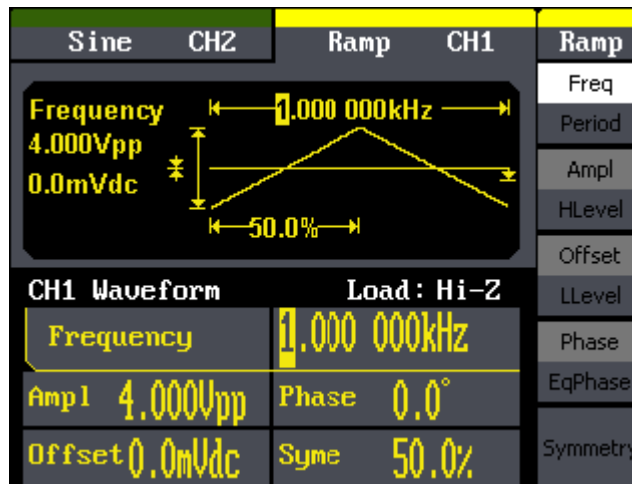 Sine CH2 Ramp CH1 Ramp
Frequency 1.000 000kHz
4.000Vpp
0.0mVdc
50.0%
CH1 Waveform Load: Hi-Z
Frequency 1.000 000kHz
Ampl 4.000Vpp Phase 0.0°
Offset 0.0mVdc Syme 50.0%
Freq
Period
Ampl
HLevel
Offset
LLevel
Phase
EqPhase
Symmetry